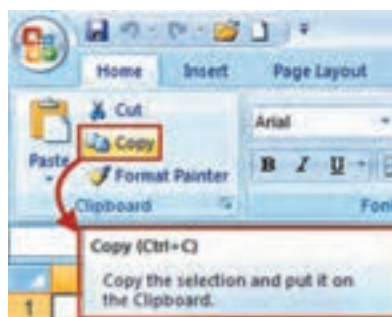 Home Insert Page Layout
Cut
Copy
Paste
Format Painter
Arial
B I U
Clipboard
Fon
Copy (Ctrl+C)
Copy the selection and put it on
the Clipboard.
1